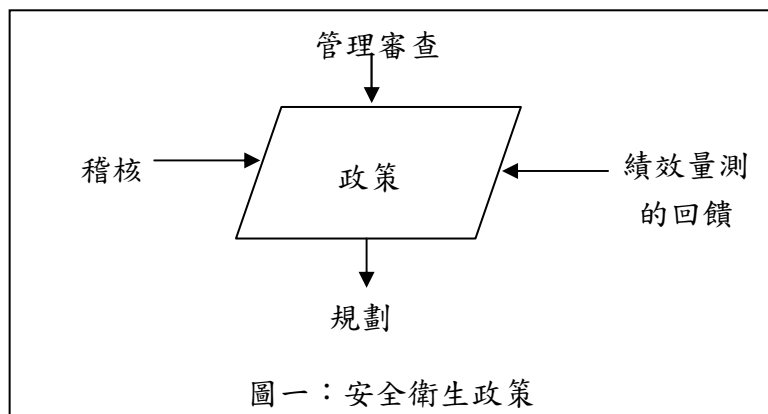 管理審查
稽核
政策
績效量測
的回饋
規劃
圖一：安全衛生政策